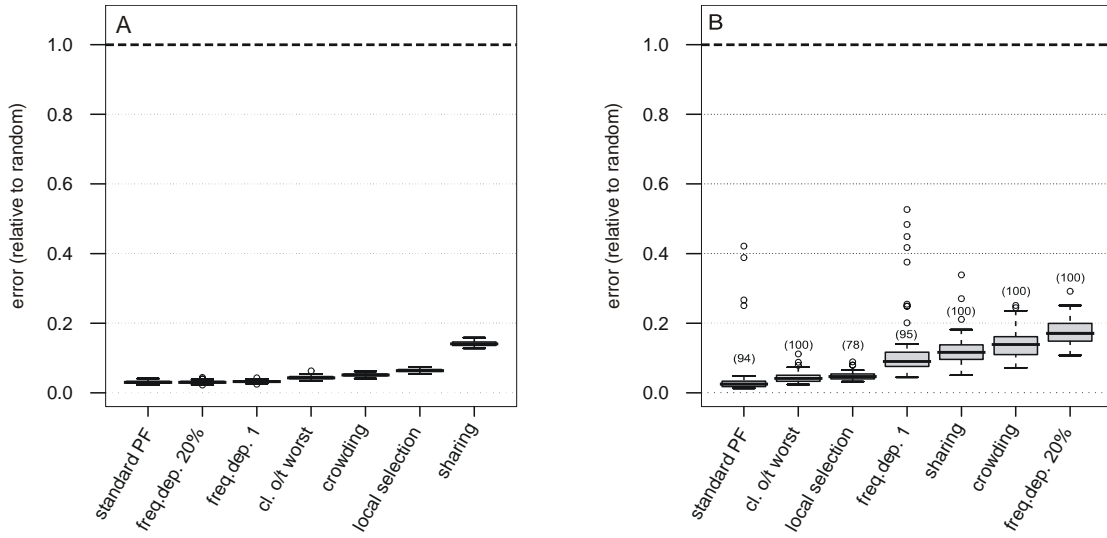 A
error (relative to random)
1.0
0.8
0.6
0.4
0.2
0.0
standard PF
freq.dep. 20%
freq.dep. 1
cl. o/t worst
crowding
local selection
sharing
B
error (relative to random)
1.0
0.8
0.6
0.4
0.2
0.0
(94)
(100)
(78)
(95)
(100)
(100)
(100)
standard PF
cl. o/t worst
local selection
freq.dep. 1
sharing
crowding
freq.dep. 20%